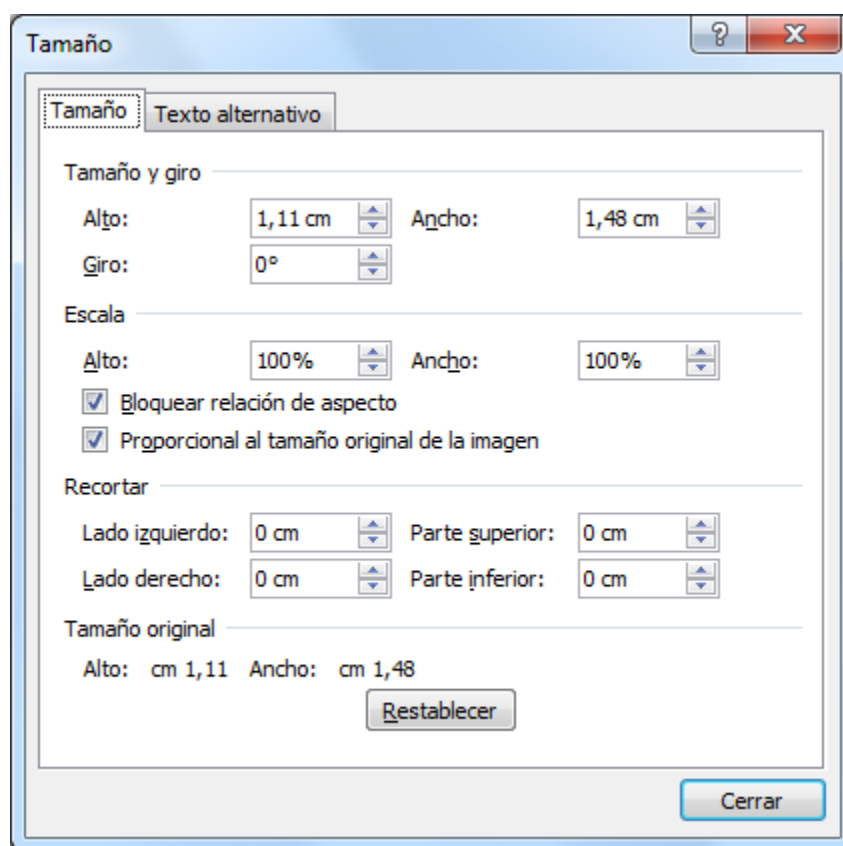 Tamaño
Tamaño Texto alternativo
Tamaño y giro
Alto: 1,11 cm Ancho: 1,48 cm
Giro: 0°
Escala
Alto: 100% Ancho: 100%
Bloquear relación de aspecto
Proporcional al tamaño original de la imagen
Recortar
Lado izquierdo: 0 cm Parte superior: 0 cm
Lado derecho: 0 cm Parte inferior: 0 cm
Tamaño original
Alto: cm 1,11 Ancho: cm 1,48
Restablecer
Cerrar